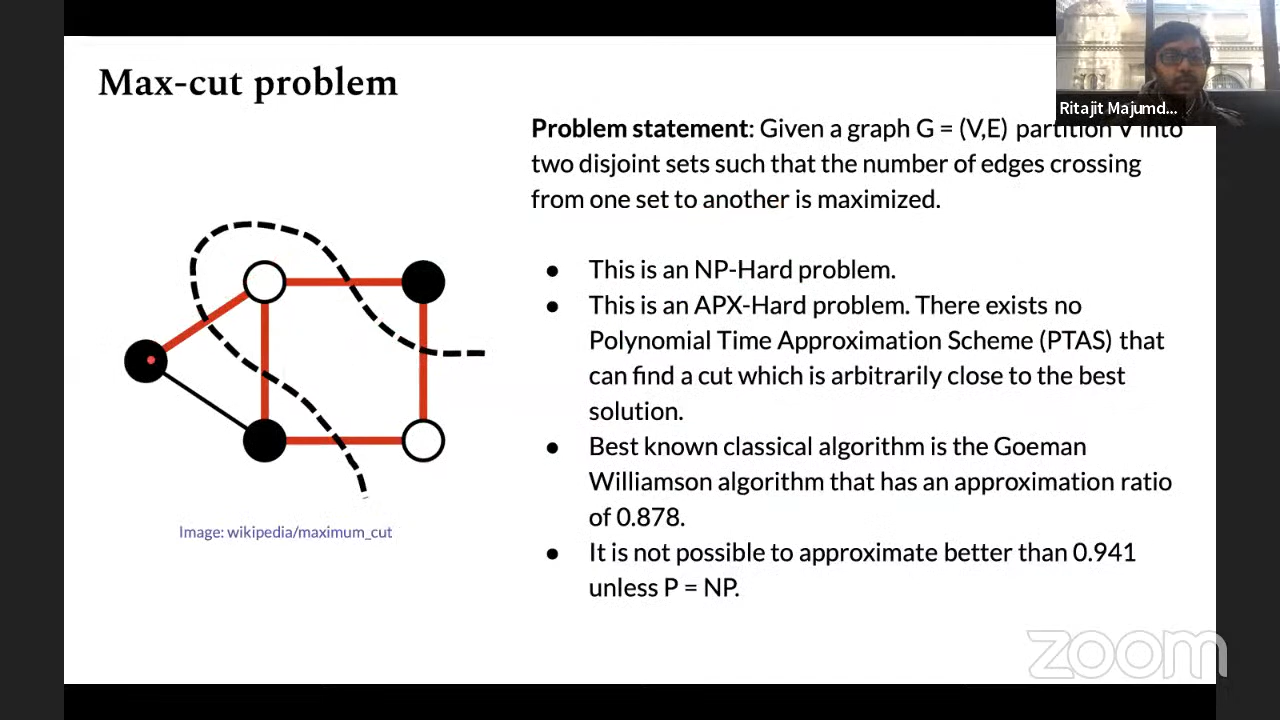 Max-cut problem
Ritajit Majumd...
Problem statement: Given a graph G = (V,E) partition V into
two disjoint sets such that the number of edges crossing
from one set to another is maximized.
● This is an NP-Hard problem.
● This is an APX-Hard problem. There exists no
Polynomial Time Approximation Scheme (PTAS) that
can find a cut which is arbitrarily close to the best
solution.
● Best known classical algorithm is the Goeman
Williamson algorithm that has an approximation ratio
of 0.878.
● It is not possible to approximate better than 0.941
unless P = NP.
Image: wikipedia/maximum_cut
zoom